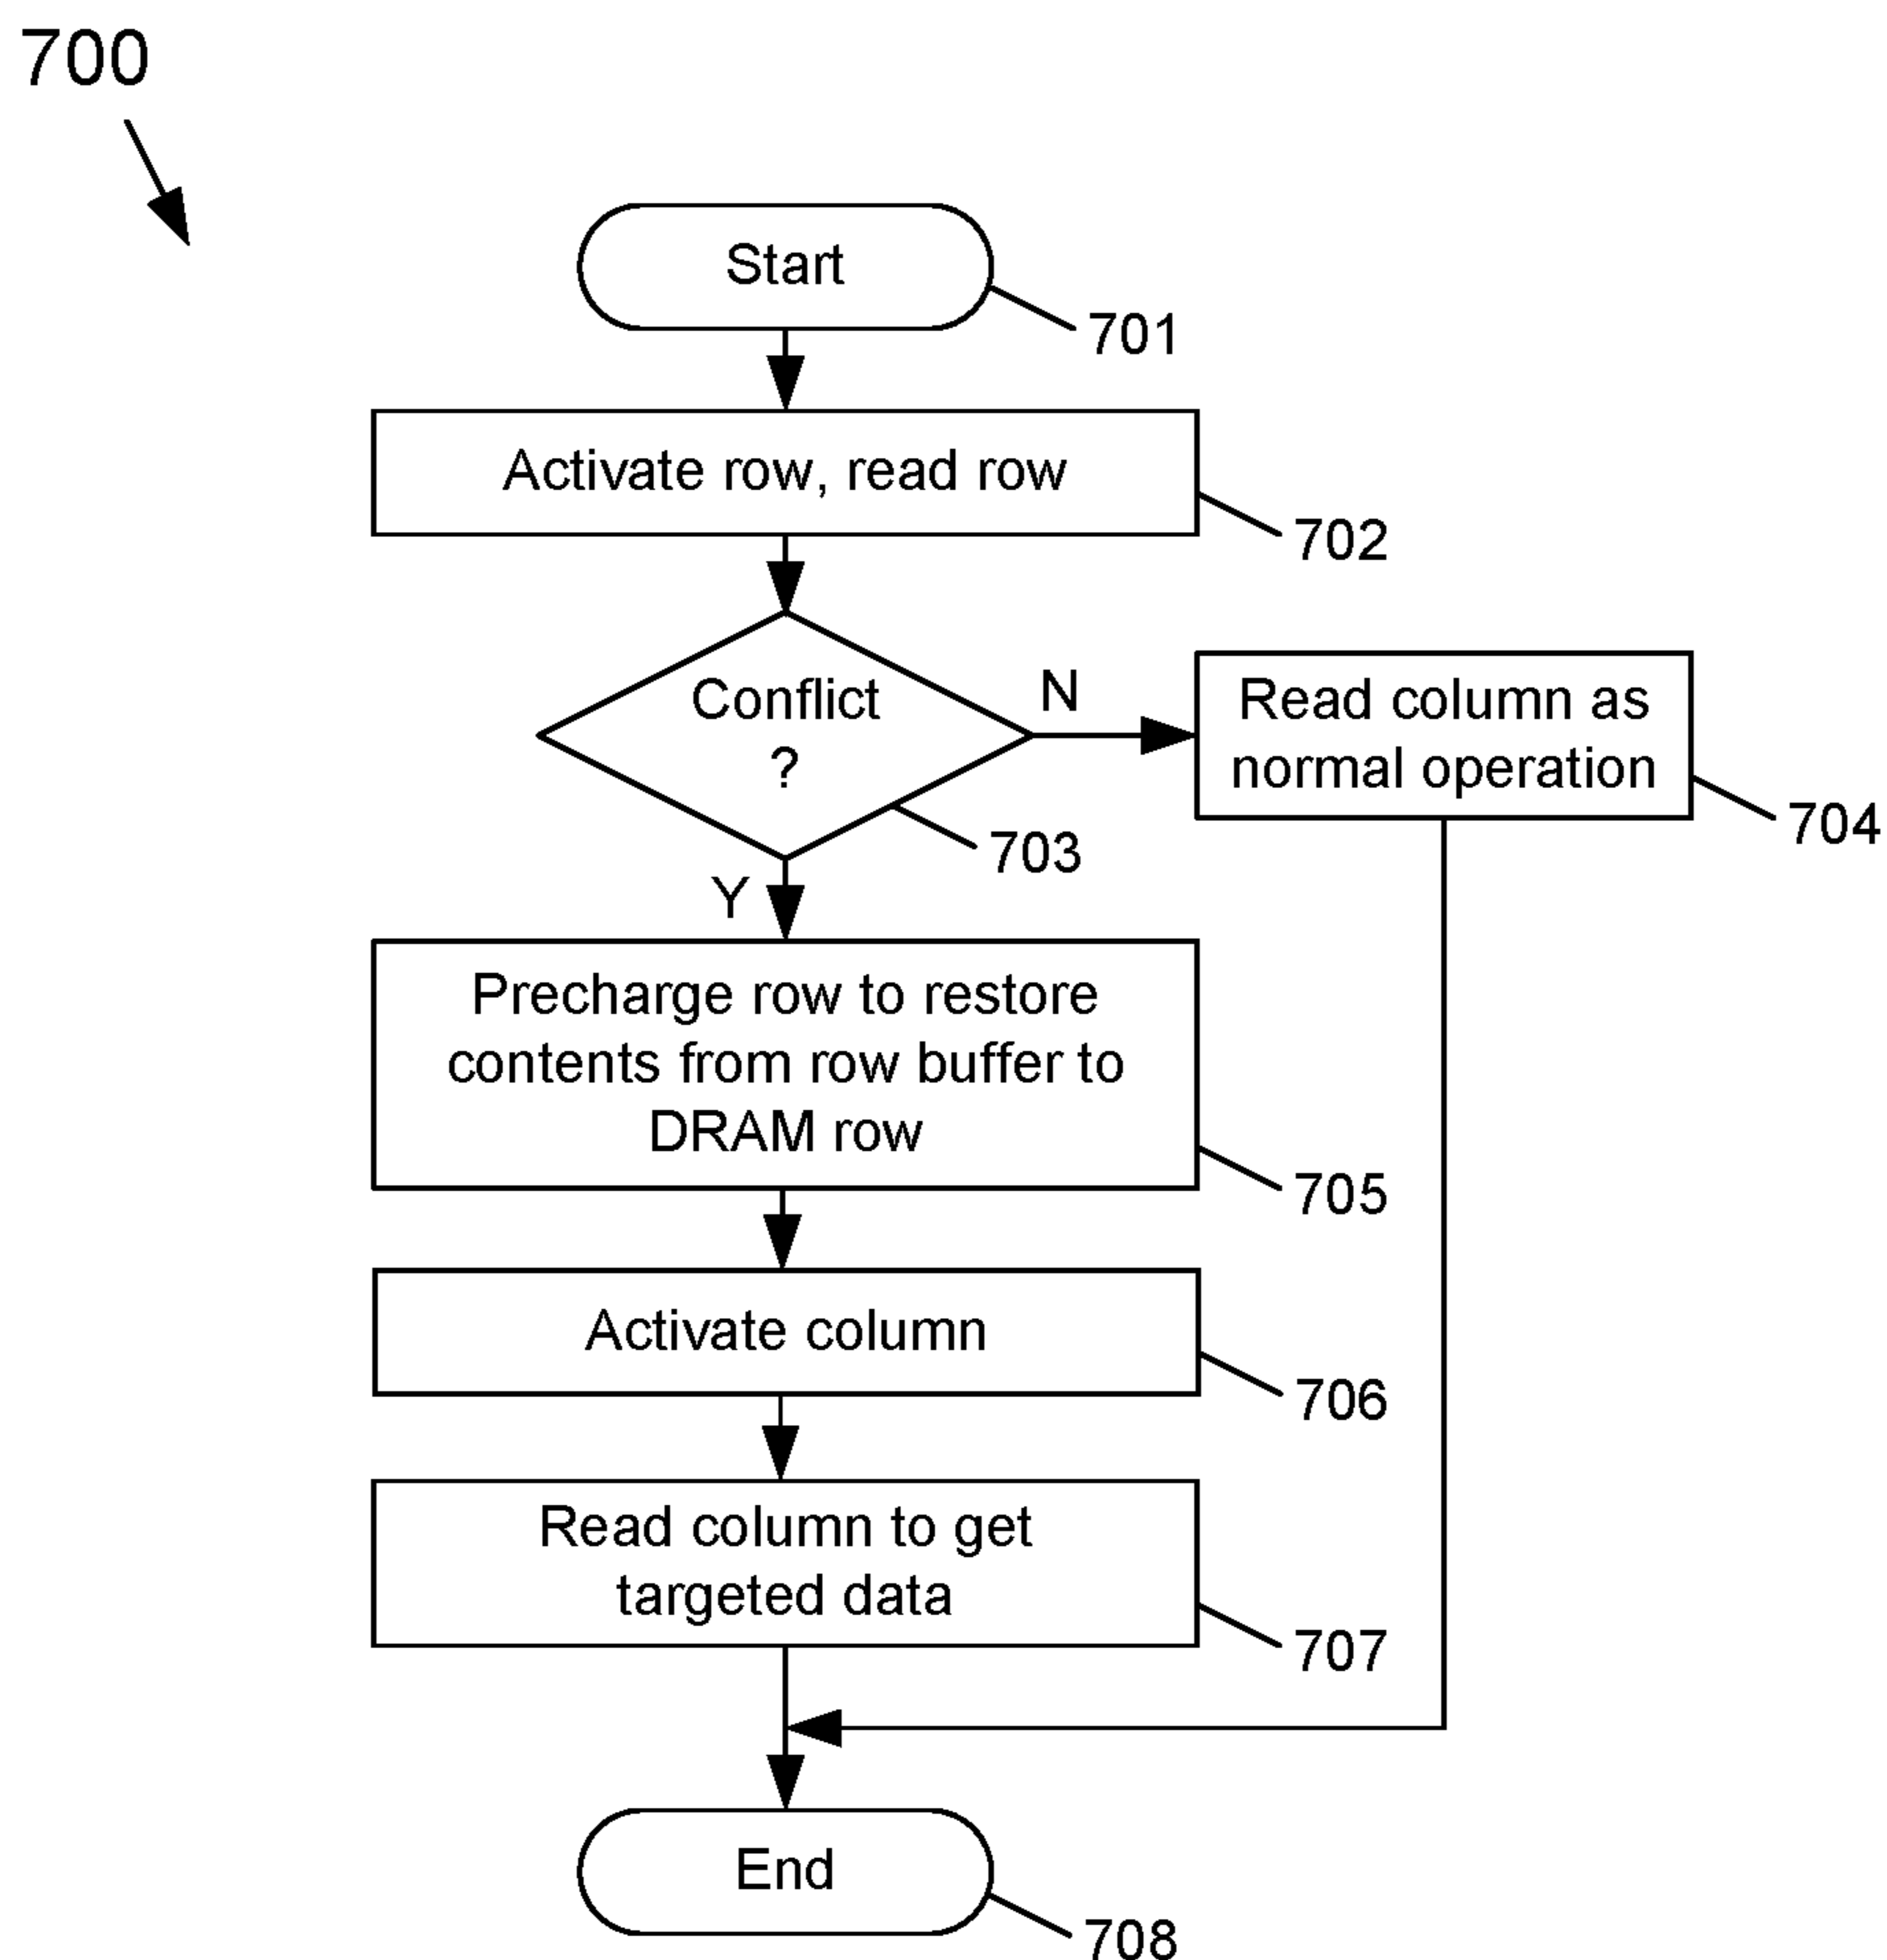 700
Start
701
Activate row, read row
702
Conflict
?
703
N
Read column as
normal operation
704
Y
Precharge row to restore
contents from row buffer to
DRAM row
705
Activate column
706
Read column to get
targeted data
707
End
708